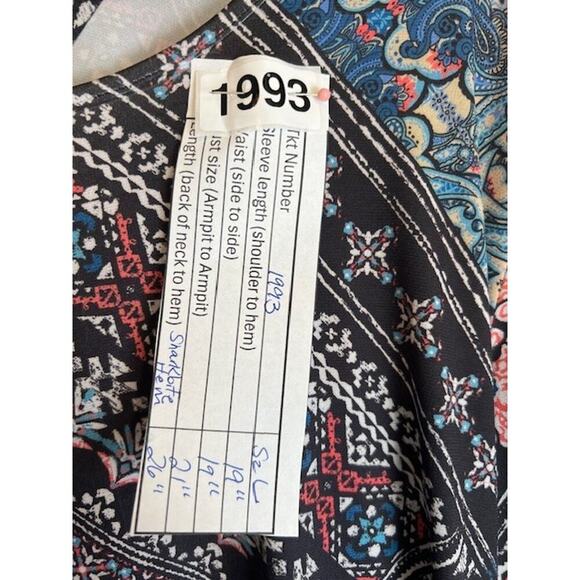 1993
Tkt Number 1993 Sz L
Sleeve length (shoulder to hem) 19"
Waist (side to side) 19"
ust size (Armpit to Armpit) 21"
Length (back of neck to hem) Sharkbite Hem 26"